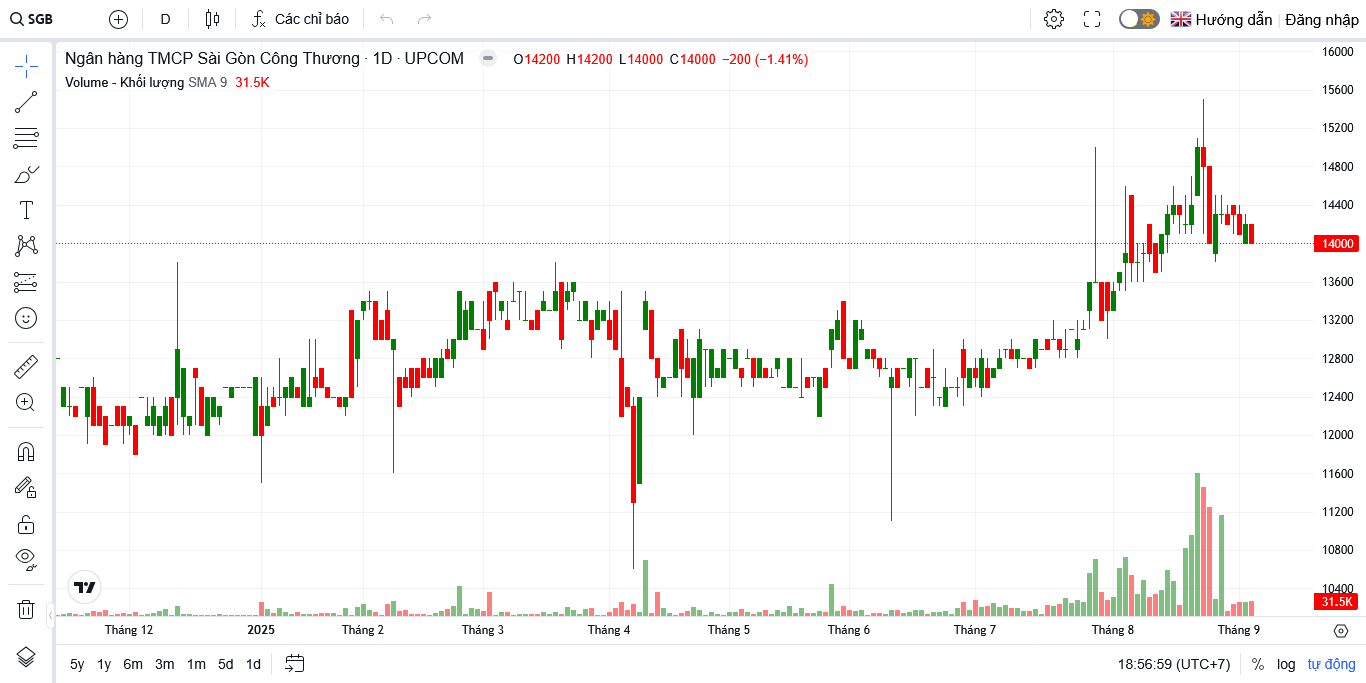 SGB D Các chỉ báo Hướng dẫn Đăng nhập
Ngân hàng TMCP Sài Gòn Công Thương · 1D · UPCOM O14200 H14200 L14000 C14000 −200 (−1.41%)
Volume - Khối lượng SMA 9 31.5K
16000
15600
15200
14800
14400
14000
13600
13200
12800
12400
12000
11600
11200
10800
10400
31.5K
Tháng 12 2025 Tháng 2 Tháng 3 Tháng 4 Tháng 5 Tháng 6 Tháng 7 Tháng 8 Tháng 9
5y 1y 6m 3m 1m 5d 1d 18:56:59 (UTC+7) % log tự động